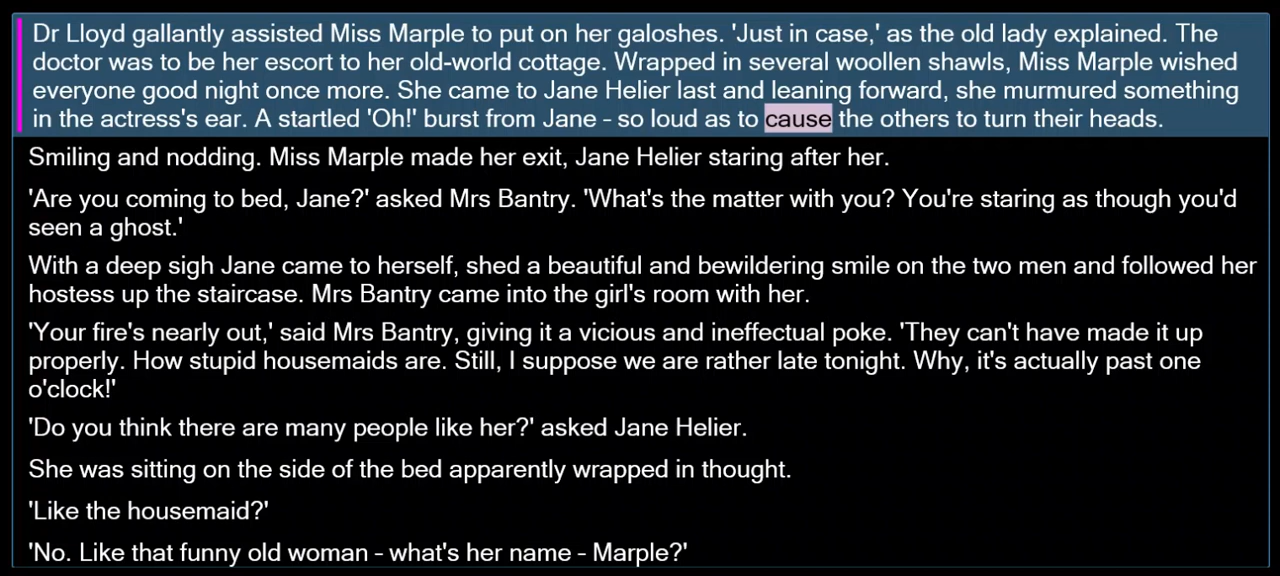 Dr Lloyd gallantly assisted Miss Marple to put on her galoshes. 'Just in case,' as the old lady explained. The
doctor was to be her escort to her old-world cottage. Wrapped in several woollen shawls, Miss Marple wished
everyone good night once more. She came to Jane Helier last and leaning forward, she murmured something
in the actress's ear. A startled 'Oh!' burst from Jane - so loud as to cause the others to turn their heads.
Smiling and nodding. Miss Marple made her exit, Jane Helier staring after her.
'Are you coming to bed, Jane?' asked Mrs Bantry. 'What's the matter with you? You're staring as though you'd
seen a ghost.'
With a deep sigh Jane came to herself, shed a beautiful and bewildering smile on the two men and followed her
hostess up the staircase. Mrs Bantry came into the girl's room with her.
'Your fire's nearly out,' said Mrs Bantry, giving it a vicious and ineffectual poke. 'They can't have made it up
properly. How stupid housemaids are. Still, I suppose we are rather late tonight. Why, it's actually past one
o'clock!'
'Do you think there are many people like her?' asked Jane Helier.
She was sitting on the side of the bed apparently wrapped in thought.
'Like the housemaid?'
'No. Like that funny old woman - what's her name - Marple?'